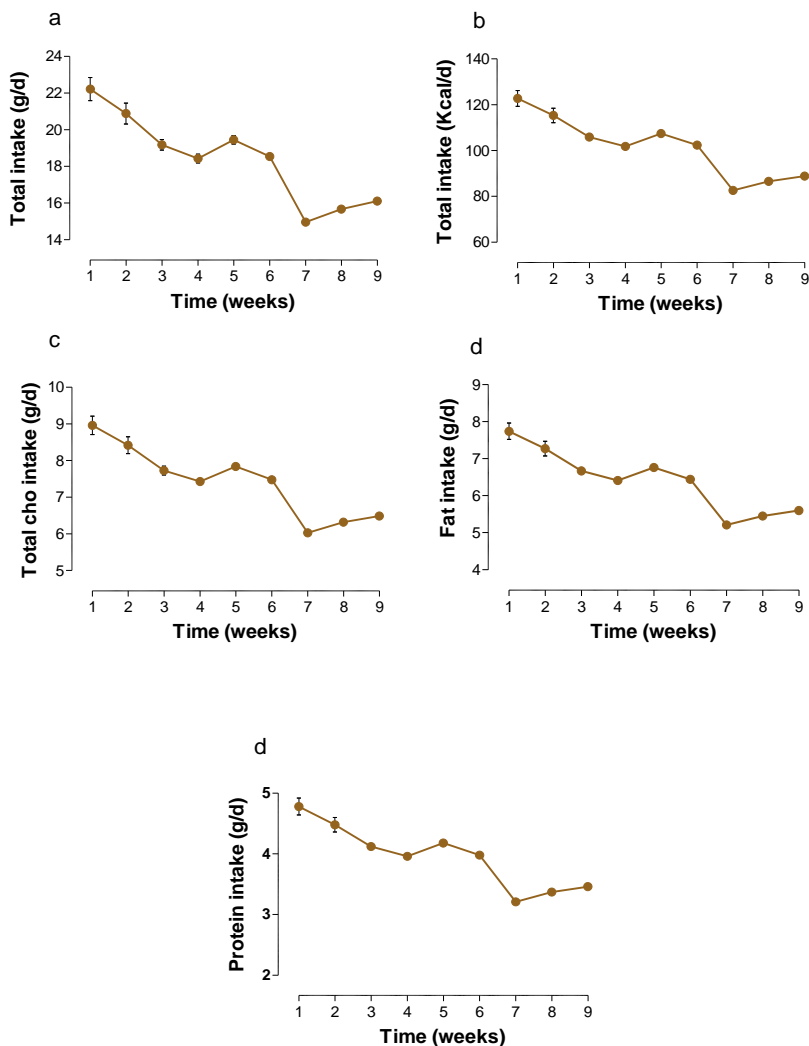 a
Total intake (g/d)
24
22
20
18
16
14
1 2 3 4 5 6 7 8 9
Time (weeks)
b
Total intake (Kcal/d)
140
120
100
80
60
1 2 3 4 5 6 7 8 9
Time (weeks)
c
Total cho intake (g/d)
10
9
8
7
6
5
1 2 3 4 5 6 7 8 9
Time (weeks)
d
Fat intake (g/d)
9
8
7
6
5
4
1 2 3 4 5 6 7 8 9
Time (weeks)
d
Protein intake (g/d)
5
4
3
2
1 2 3 4 5 6 7 8 9
Time (weeks)